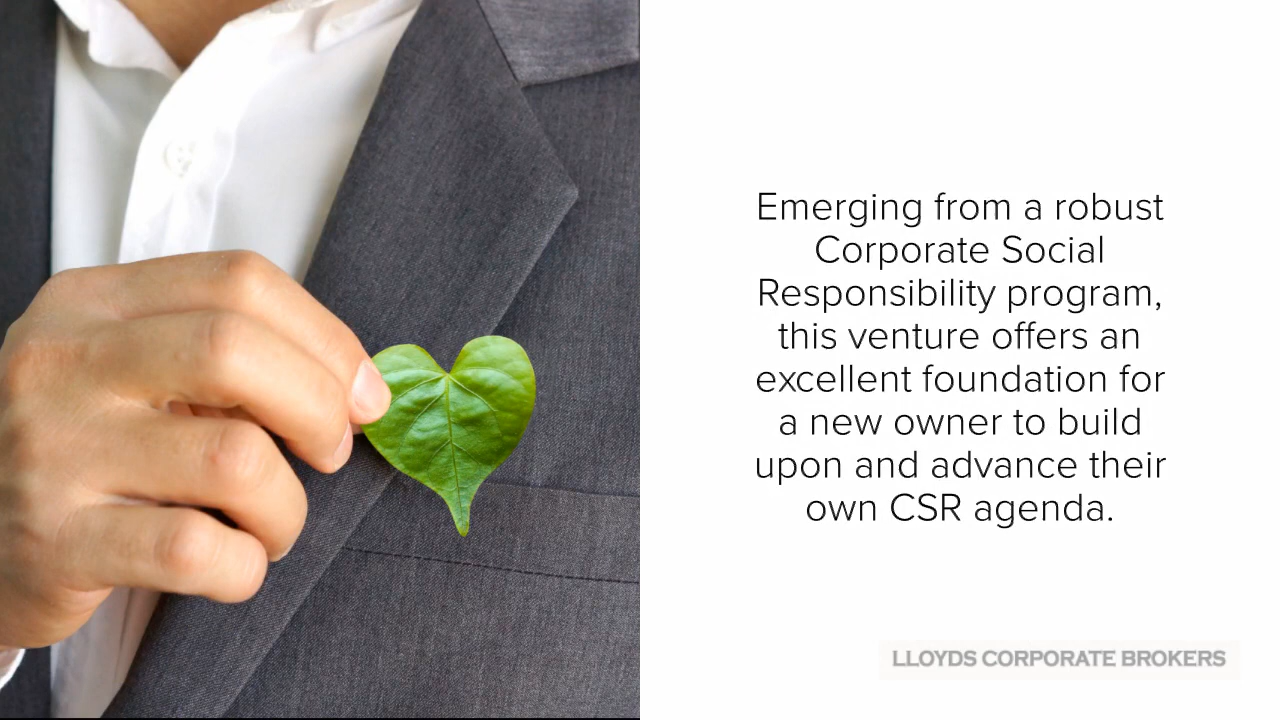 Emerging from a robust
Corporate Social
Responsibility program,
this venture offers an
excellent foundation for
a new owner to build
upon and advance their
own CSR agenda.
LLOYDS CORPORATE BROKERS